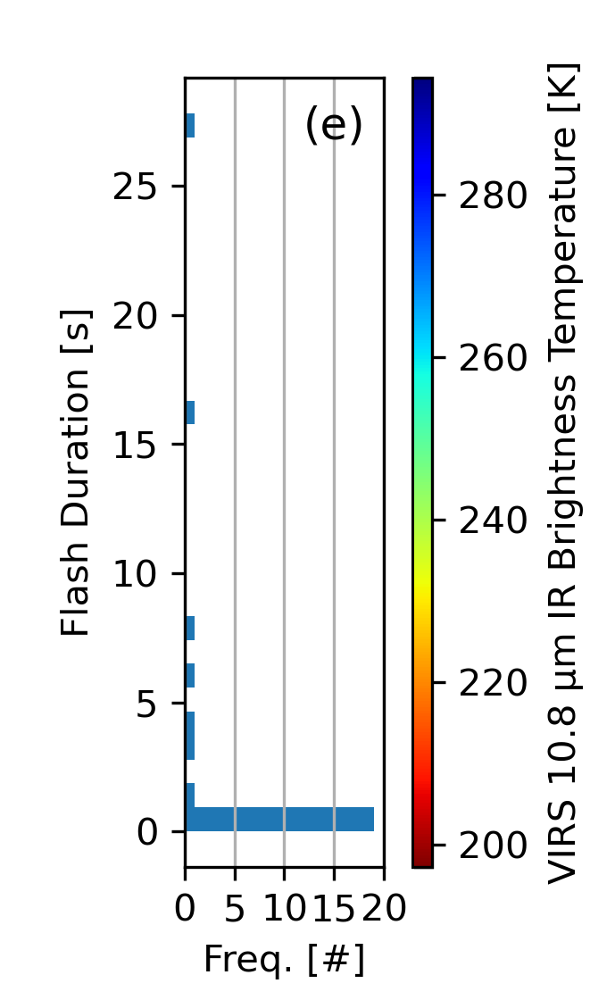 (e)
25
20
15
10
5
0
Flash Duration [s]
0 5 10 15 20
Freq. [#]
280
260
240
220
200
VIRS 10.8 μm IR Brightness Temperature [K]